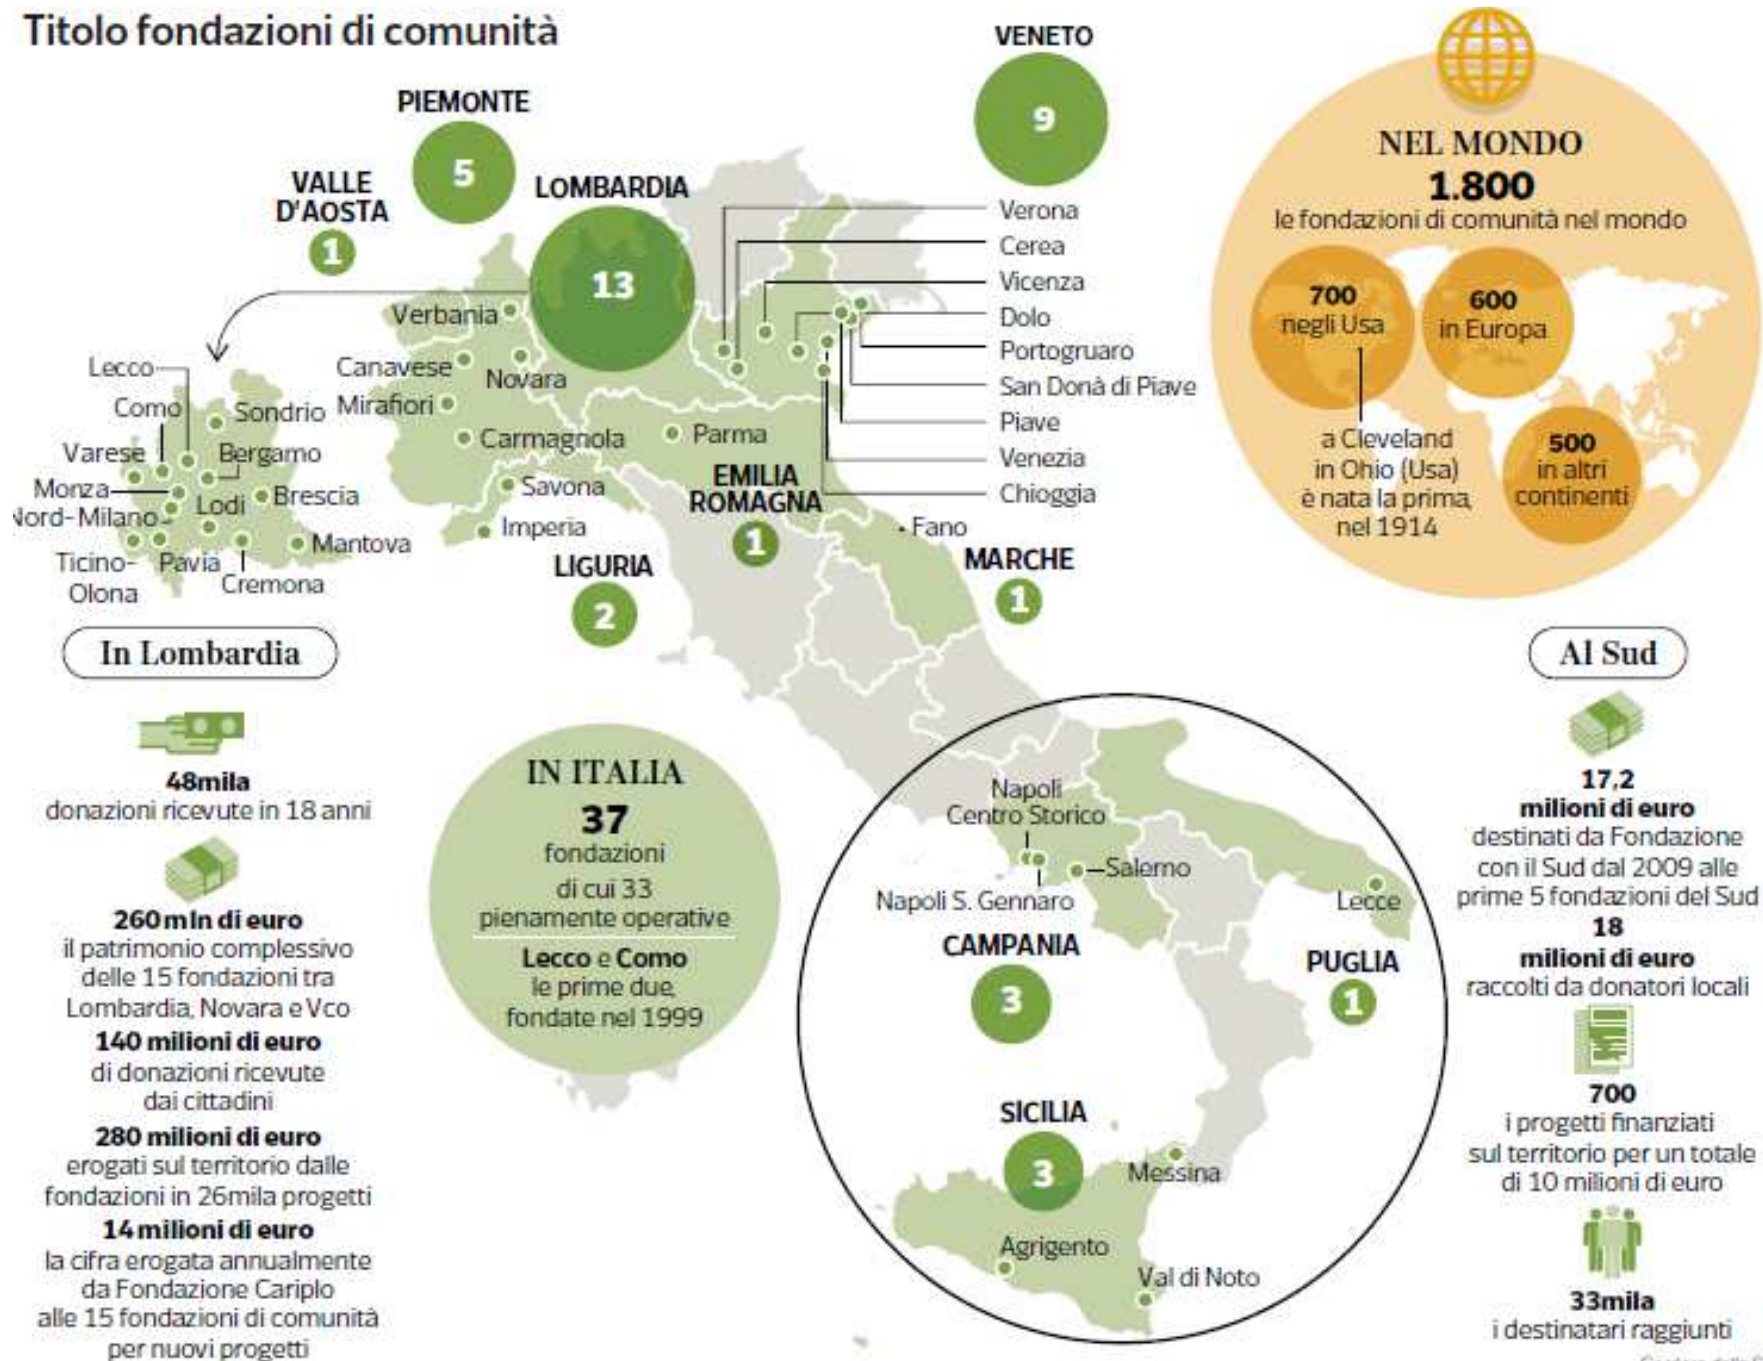 Titolo fondazioni di comunità
PIEMONTE
5
VALLE
D'AOSTA
1
LOMBARDIA
13
VENETO
9
Verona
Cerea
Vicenza
Dolo
Portogruaro
San Donà di Piave
Piave
Venezia
Chioggia
Verbania
Canavese
Novara
Mirafiori
Carmagnola
Savona
Imperia
LIGURIA
2
Parma
EMILIA
ROMAGNA
1
Fano
MARCHE
1
Lecco
Como
Sondrio
Varese
Bergamo
Monza
Lodi
Brescia
Nord-Milano
Ticino-
Olona
Pavia
Cremona
Mantova
NEL MONDO
1.800
le fondazioni di comunità nel mondo
700
negli Usa
600
in Europa
500
in altri
continenti
a Cleveland
in Ohio (Usa)
è nata la prima,
nel 1914
In Lombardia
48mila
donazioni ricevute in 18 anni
260 mln di euro
il patrimonio complessivo
delle 15 fondazioni tra
Lombardia, Novara e Vco
140 milioni di euro
di donazioni ricevute
dai cittadini
280 milioni di euro
erogati sul territorio dalle
fondazioni in 26mila progetti
14 milioni di euro
la cifra erogata annualmente
da Fondazione Cariplo
alle 15 fondazioni di comunità
per nuovi progetti
IN ITALIA
37
fondazioni
di cui 33
pienamente operative
Lecco e Como
le prime due,
fondate nel 1999
Napoli
Centro Storico
Salerno
Napoli S. Gennaro
CAMPANIA
3
Lecce
PUGLIA
1
SICILIA
3
Messina
Agrigento
Val di Noto
Al Sud
17,2
milioni di euro
destinati da Fondazione
con il Sud dal 2009 alle
prime 5 fondazioni del Sud
18
milioni di euro
raccolti da donatori locali
700
i progetti finanziati
sul territorio per un totale
di 10 milioni di euro
33mila
i destinatari raggiunti